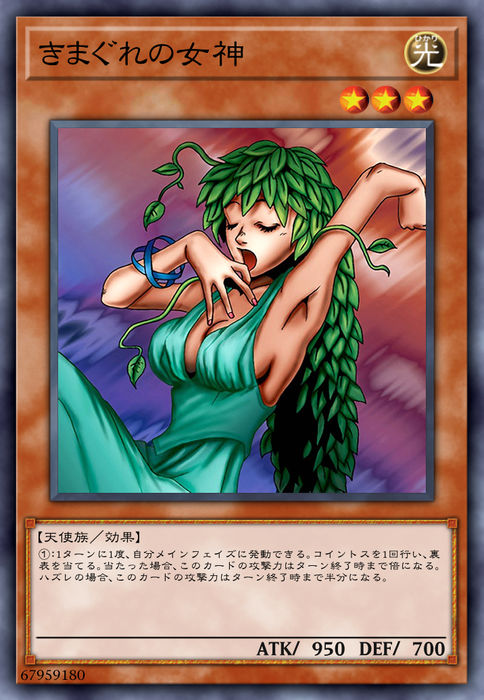 きまぐれの女神
光
ひかり
【天使族／効果】
①：1ターンに1度、自分メインフェイズに発動できる。コイントスを1回行い、裏
表を当てる。当たった場合、このカードの攻撃力はターン終了時まで倍になる。
ハズレの場合、このカードの攻撃力はターン終了時まで半分になる。
ATK/ 950 DEF/ 700
67959180